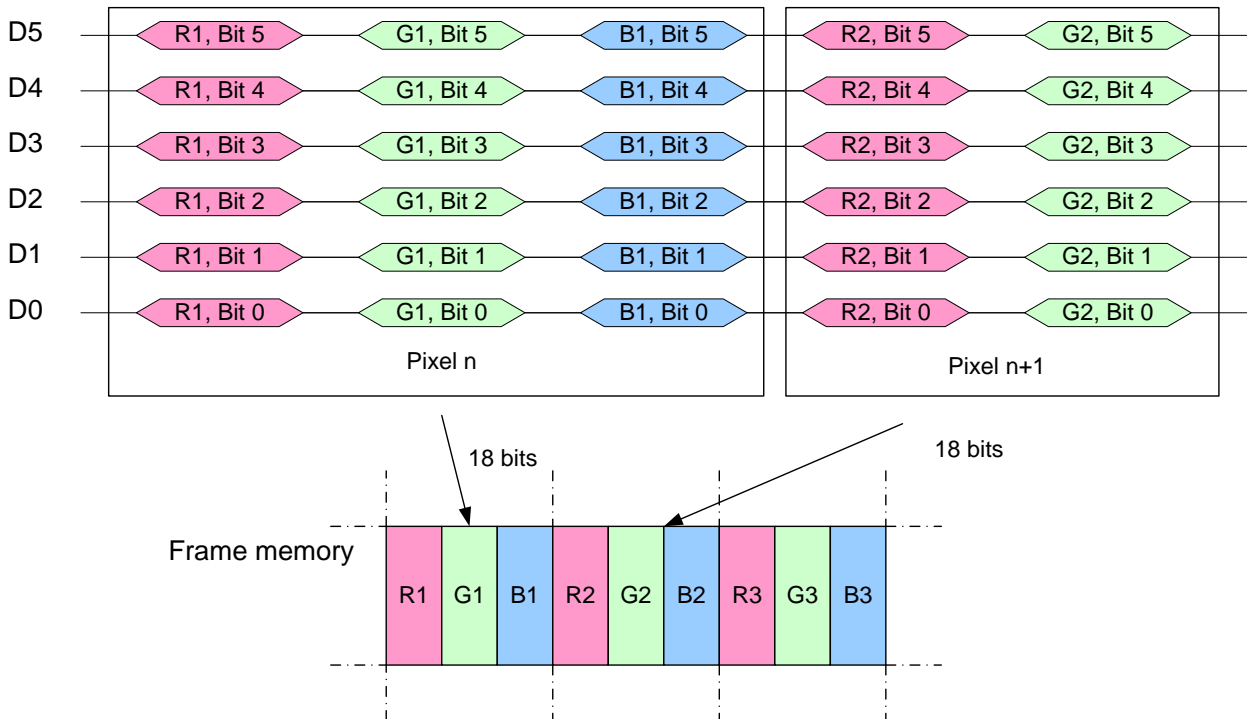 D5 R1, Bit 5 G1, Bit 5 B1, Bit 5 R2, Bit 5 G2, Bit 5
D4 R1, Bit 4 G1, Bit 4 B1, Bit 4 R2, Bit 4 G2, Bit 4
D3 R1, Bit 3 G1, Bit 3 B1, Bit 3 R2, Bit 3 G2, Bit 3
D2 R1, Bit 2 G1, Bit 2 B1, Bit 2 R2, Bit 2 G2, Bit 2
D1 R1, Bit 1 G1, Bit 1 B1, Bit 1 R2, Bit 1 G2, Bit 1
D0 R1, Bit 0 G1, Bit 0 B1, Bit 0 R2, Bit 0 G2, Bit 0
Pixel n Pixel n+1
18 bits 18 bits
Frame memory
R1 G1 B1 R2 G2 B2 R3 G3 B3